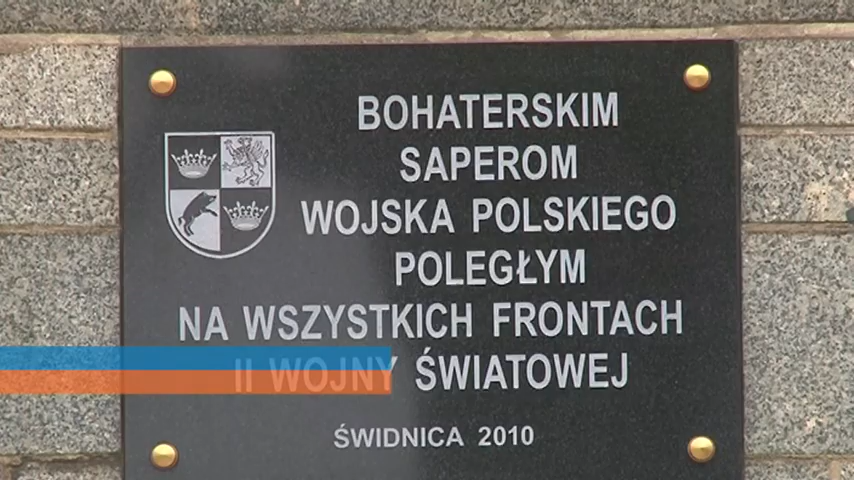 BOHATERSKIM
SAPEROM
WOJSKA POLSKIEGO
POLEGŁYM
NA WSZYSTKICH FRONTACH
II WOJNY ŚWIATOWEJ
ŚWIDNICA 2010